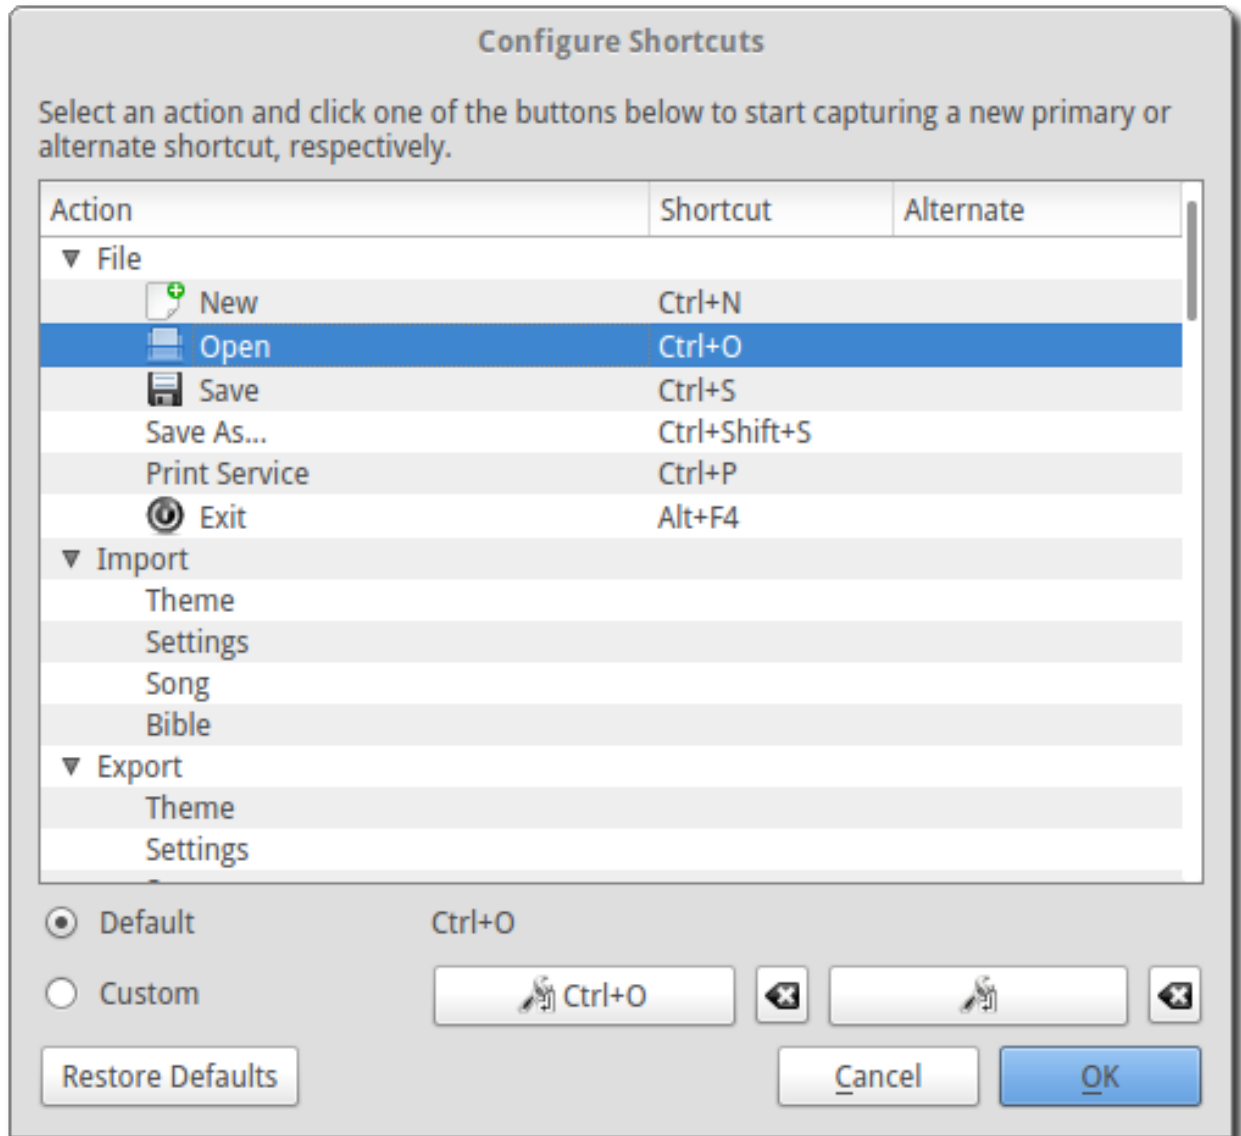 Configure Shortcuts
Select an action and click one of the buttons below to start capturing a new primary or
alternate shortcut, respectively.
Action Shortcut Alternate
File
New Ctrl+N
Open Ctrl+O
Save Ctrl+S
Save As... Ctrl+Shift+S
Print Service Ctrl+P
Exit Alt+F4
Import
Theme
Settings
Song
Bible
Export
Theme
Settings
Default Ctrl+O
Custom Ctrl+O
Restore Defaults Cancel OK